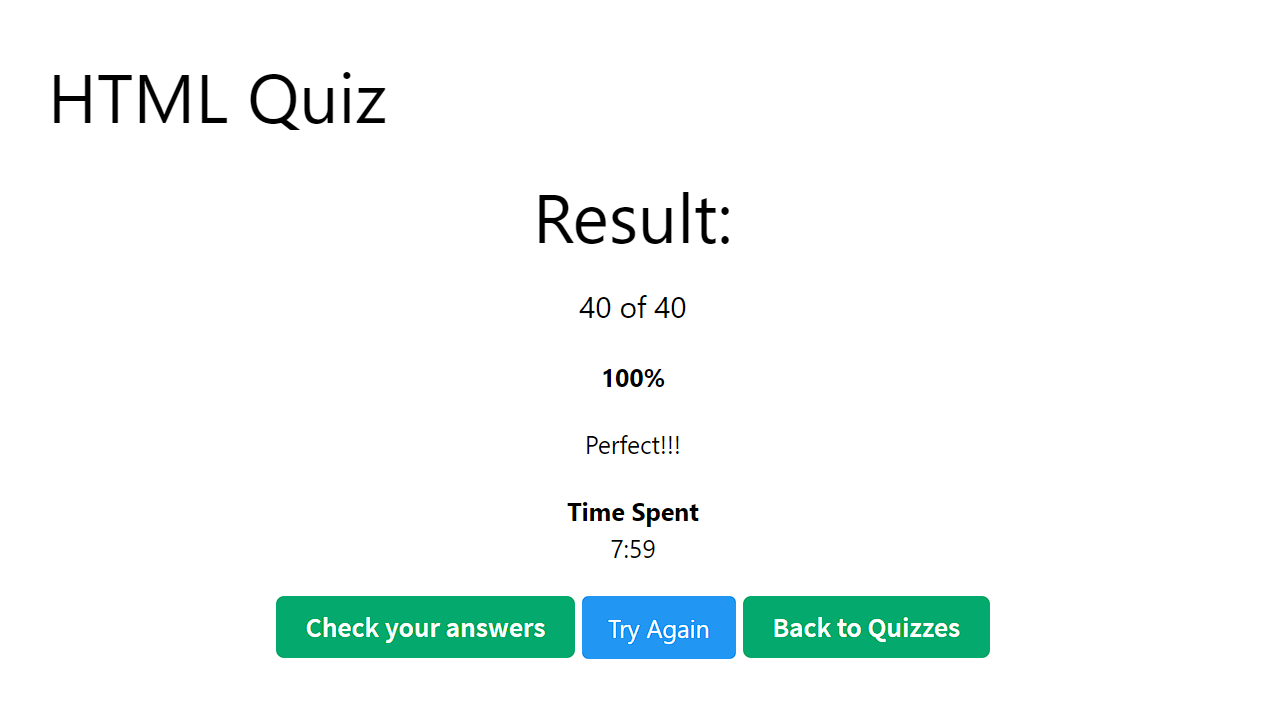 HTML Quiz
Result:
40 of 40
100%
Perfect!!!
Time Spent
7:59
Check your answers
Try Again
Back to Quizzes